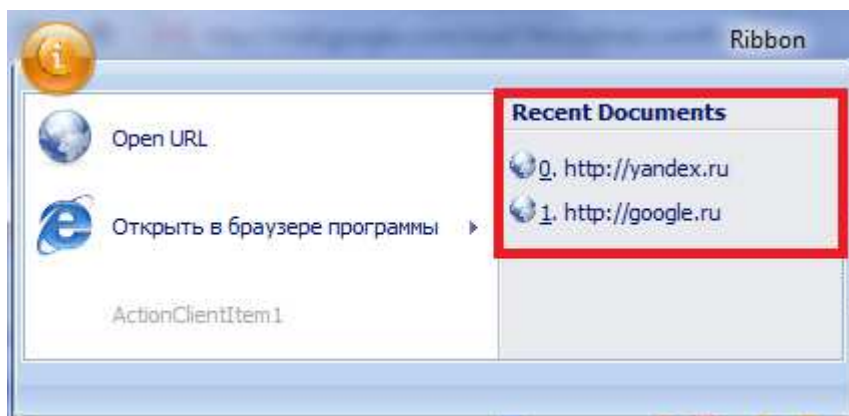 Ribbon
Open URL
Открыть в браузере программы
ActionClientItem1
Recent Documents
0. http://yandex.ru
1. http://google.ru